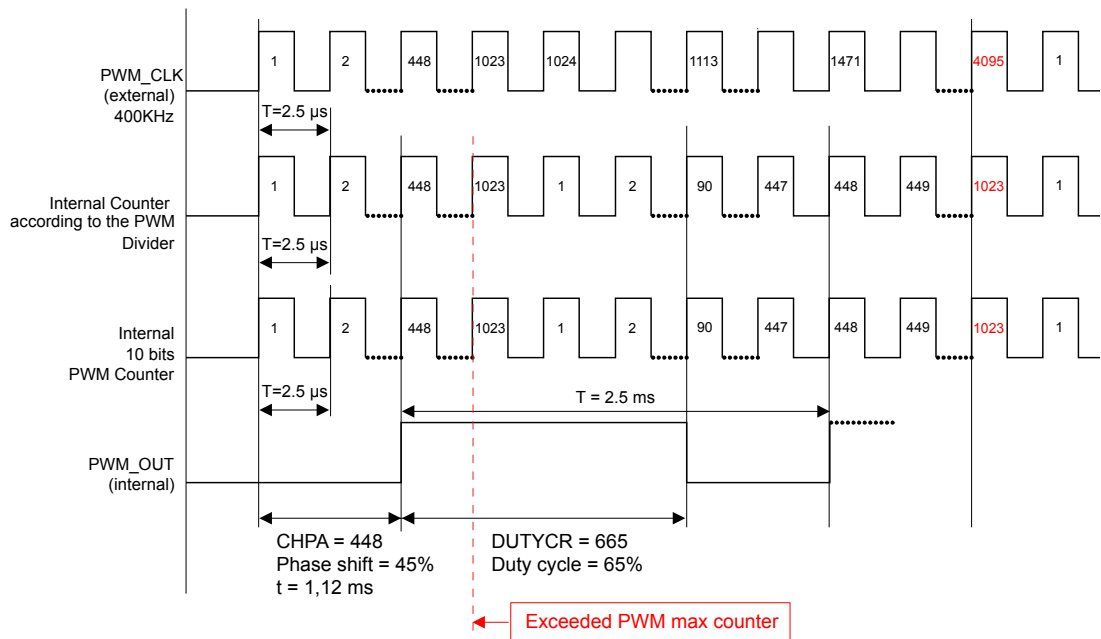 PWM_CLK
(external)
400KHz
1 2 448 1023 1024 1113 1471 4095 1
T=2.5 µs
Internal Counter
according to the PWM
Divider
1 2 448 1023 1 2 90 447 448 449 1023 1
T=2.5 µs
Internal
10 bits
PWM Counter
1 2 448 1023 1 2 90 447 448 449 1023 1
T=2.5 µs
T = 2.5 ms
PWM_OUT
(internal)
CHPA = 448
Phase shift = 45%
t = 1,12 ms
DUTYCR = 665
Duty cycle = 65%
Exceeded PWM max counter